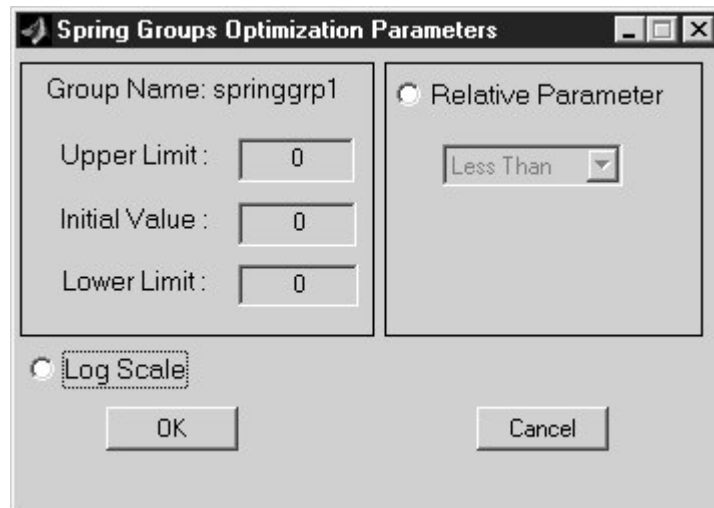 Spring Groups Optimization Parameters
Group Name: springgrp1
Upper Limit : 0
Initial Value : 0
Lower Limit : 0
Relative Parameter
Less Than
Log Scale
OK
Cancel